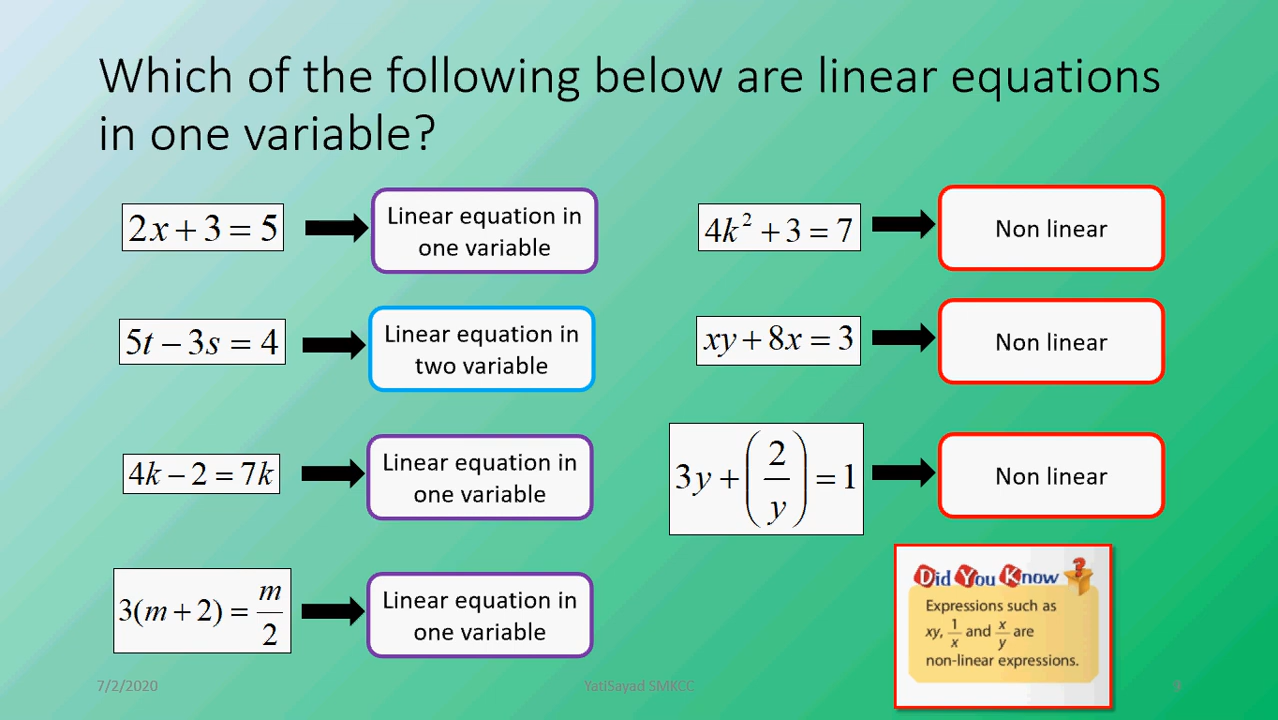 Which of the following below are linear equations
in one variable?
2x + 3 = 5
Linear equation in
one variable
5t − 3s = 4
Linear equation in
two variable
4k − 2 = 7k
Linear equation in
one variable
3(m + 2) = m/2
Linear equation in
one variable
4k² + 3 = 7
Non linear
xy + 8x = 3
Non linear
3y + (2/y) = 1
Non linear
Did You Know ?
Expressions such as
xy, 1/x and x/y are
non-linear expressions.
7/2/2020
YatiSayad SMKCC